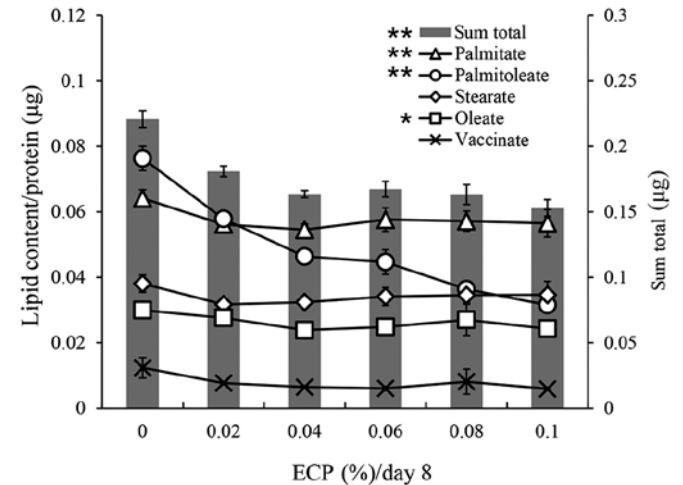 0.12
0.1
0.08
0.06
0.04
0.02
0
Lipid content/protein (µg)
** Sum total
** Palmitate
** Palmitoleate
Stearate
* Oleate
Vaccinate
0.3
0.25
0.2
0.15
0.1
0.05
0
Sum total (µg)
0 0.02 0.04 0.06 0.08 0.1
ECP (%)/day 8